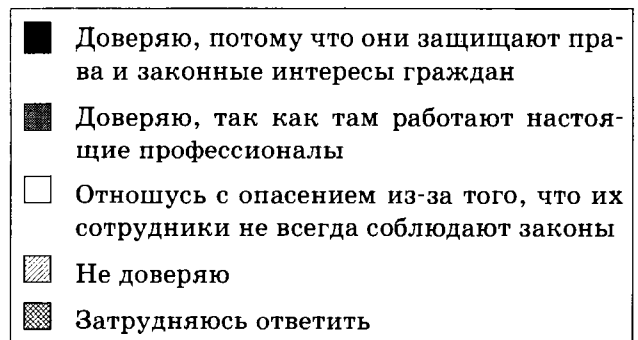 Доверяю, потому что они защищают пра-
ва и законные интересы граждан
Доверяю, так как там работают настоя-
щие профессионалы
Отношусь с опасением из-за того, что их
сотрудники не всегда соблюдают законы
Не доверяю
Затрудняюсь ответить